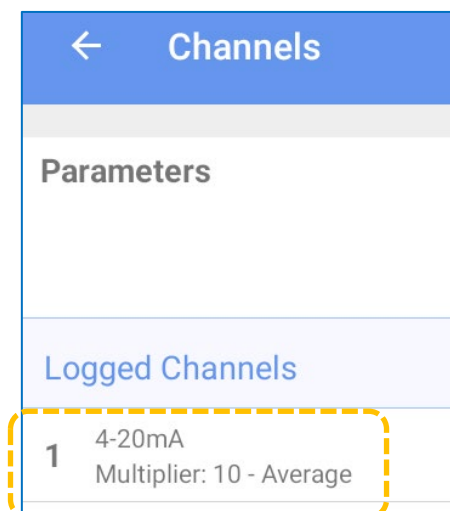 Channels
Parameters
Logged Channels
1
4-20mA
Multiplier: 10 - Average